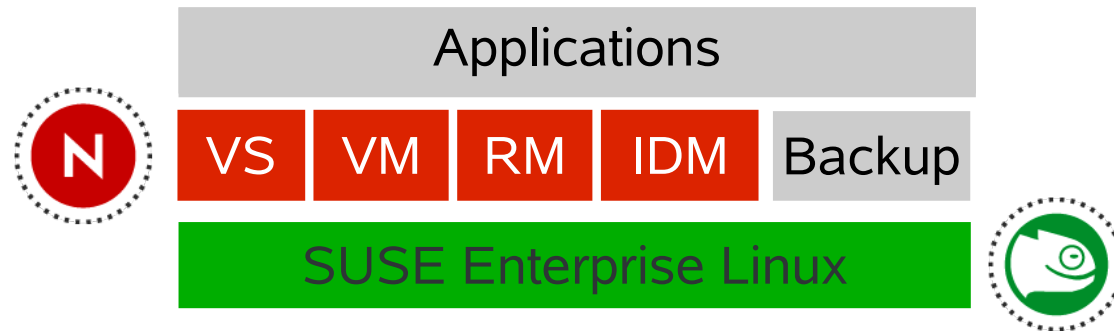 Applications
N
VS VM RM IDM Backup
SUSE Enterprise Linux